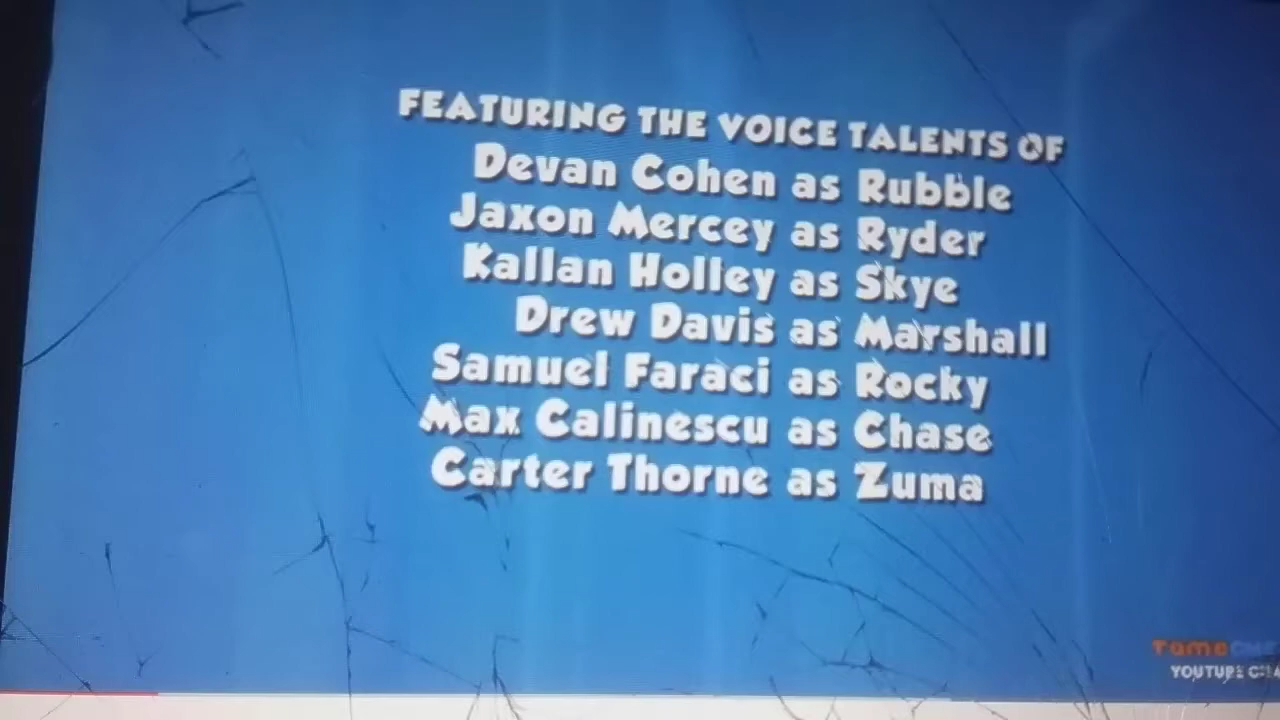 FEATURING THE VOICE TALENTS OF
Devan Cohen as Rubble
Jaxon Mercey as Ryder
Kallan Holley as Skye
Drew Davis as Marshall
Samuel Faraci as Rocky
Max Calinescu as Chase
Carter Thorne as Zuma
YOUTUBE